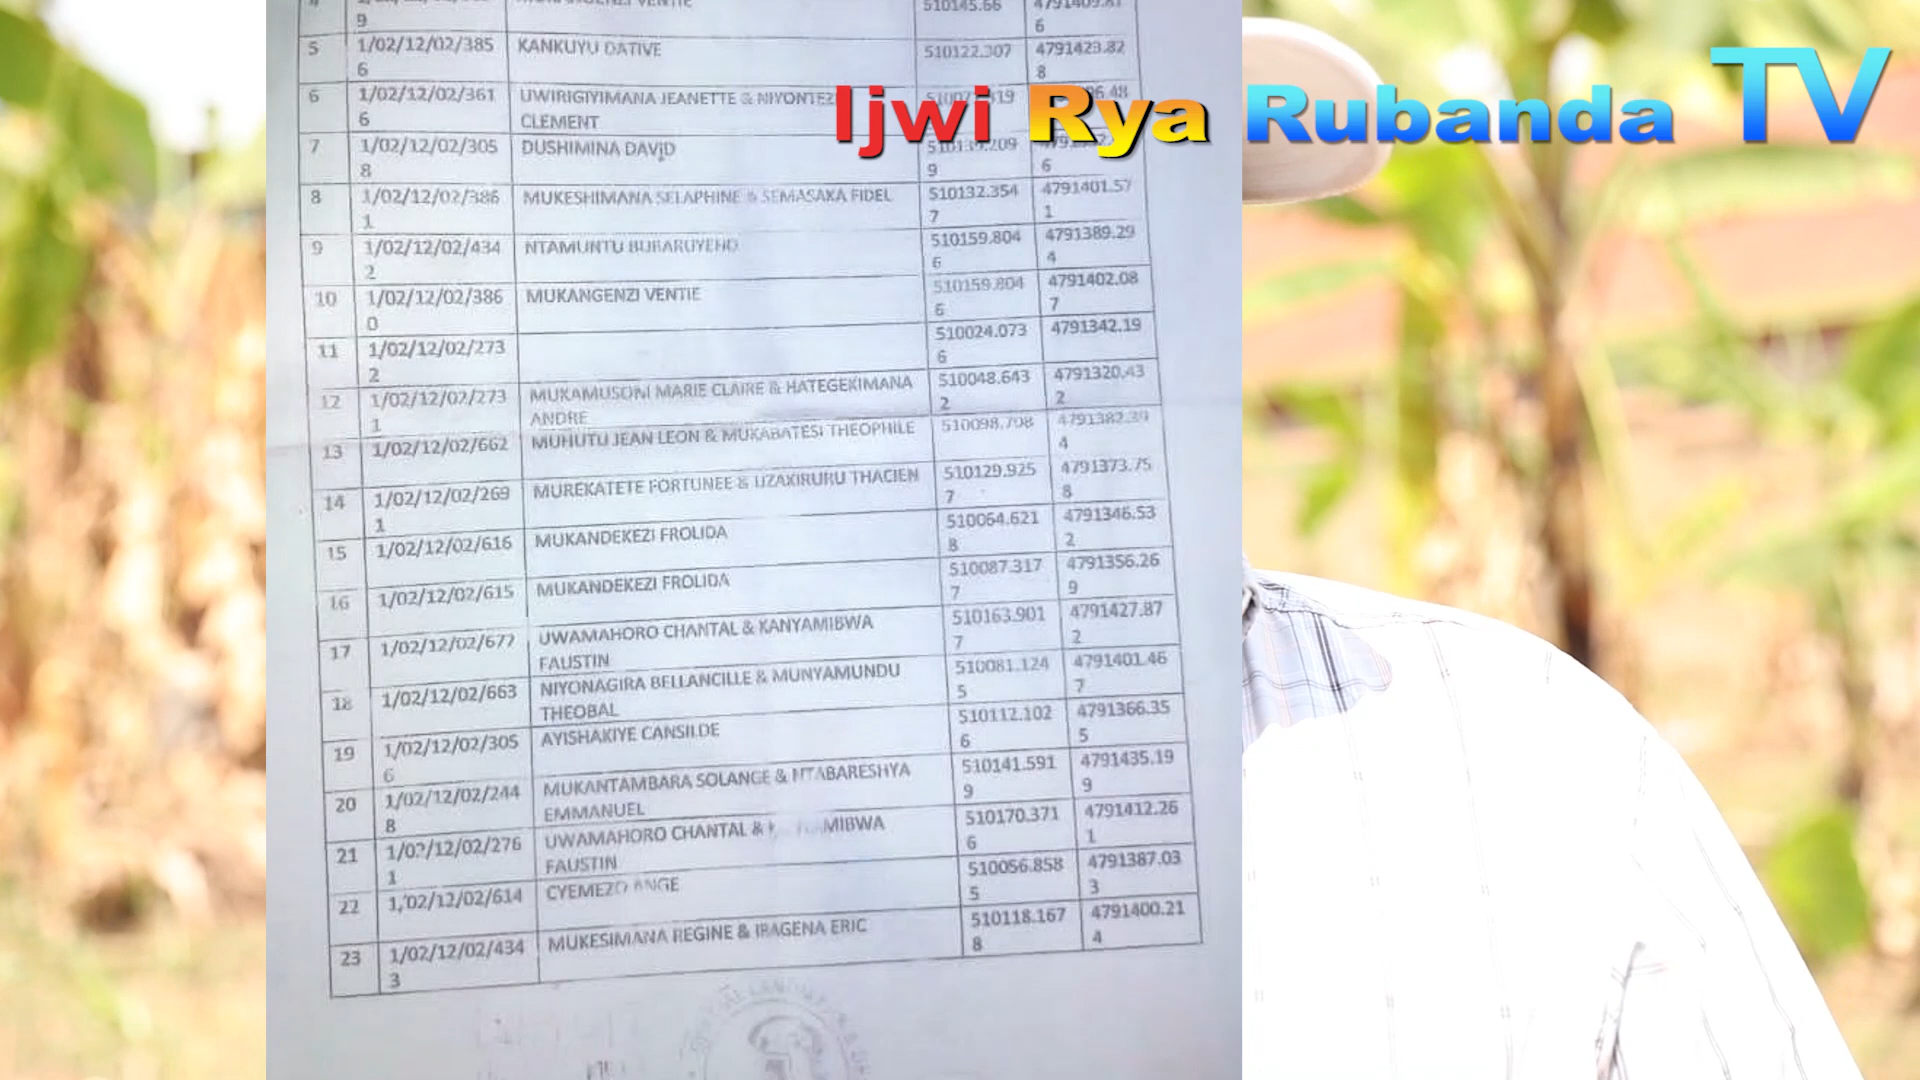 Ijwi Rya Rubanda TV
9 6
5 1/02/12/02/385 KANKUYU DATIVE 510122.307 4791423.82
6 8
6 1/02/12/02/361 UWIRIGIYIMANA JEANETTE &
6 CLEMENT
7 1/02/12/02/305 DUSHIMINA DAVID
8 9 6
8 1/02/12/02/386 MUKESHIMANA SELAPHINE & SEMASAKA FIDEL 510132.354 4791401.57
1 7 1
9 1/02/12/02/434 NTAMUNTU 510159.804 4791389.29
2 6 4
10 1/02/12/02/386 MUKANGENZI VENTIE 510159.804 4791402.08
0 6 7
11 1/02/12/02/273 510024.073 4791342.19
2 6
12 1/02/12/02/273 MUKAMUSONI MARIE CLAIRE & HATEGEKIMANA 510048.643 4791320.43
1 ANDRE 2 2
13 1/02/12/02/662 MUHUTU JEAN LEON & MUKABATESI THEOPHILE 510098.708 4791382.39
4
14 1/02/12/02/269 MUREKATETE FORTUNEE & UZAKIRURU THACIEN 510129.925 4791373.75
1 7 8
15 1/02/12/02/616 MUKANDEKEZI FROLIDA 510064.621 4791346.53
8 2
16 1/02/12/02/615 MUKANDEKEZI FROLIDA 510087.317 4791356.26
7 9
17 1/02/12/02/677 UWAMAHORO CHANTAL & KANYAMIBWA 510163.901 4791427.87
FAUSTIN 7 2
18 1/02/12/02/663 NIYONAGIRA BELLANCILLE & MUNYAMUNDU 510081.124 4791401.46
THEOBAL 5 7
19 1/02/12/02/305 AYISHAKIYE CANSILDE 510112.102 4791366.35
6 6 5
20 1/02/12/02/244 MUKANTAMBARA SOLANGE & NTABARESHYA 510141.591 4791435.19
8 EMMANUEL 9 9
21 1/02/12/02/276 UWAMAHORO CHANTAL & 510170.371 4791412.26
1 FAUSTIN 6 1
22 1/02/12/02/614 CYEMEZO ANGE 510056.858 4791387.03
5 3
23 1/02/12/02/434 MUKESIMANA REGINE & IRAGENA ERIC 510118.167 4791400.21
3 8 4